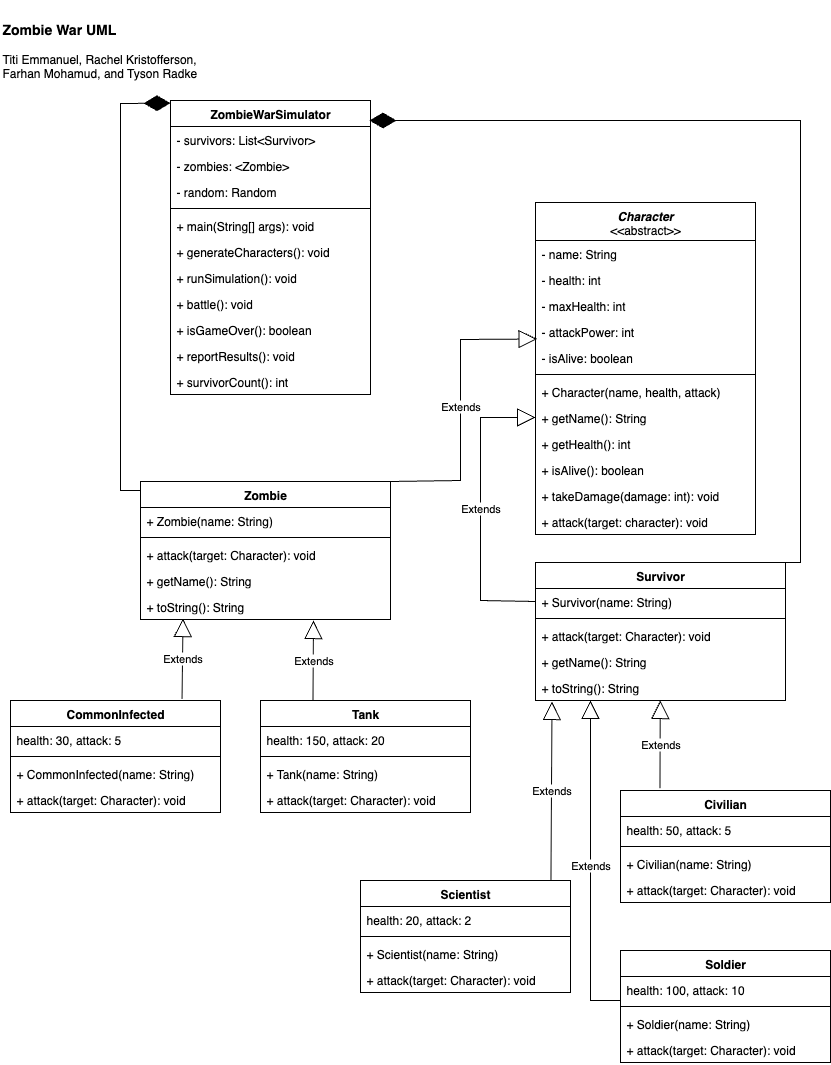 Zombie War UML
Titi Emmanuel, Rachel Kristofferson,
Farhan Mohamud, and Tyson Radke
ZombieWarSimulator
- survivors: List<Survivor>
- zombies: <Zombie>
- random: Random
+ main(String[] args): void
+ generateCharacters(): void
+ runSimulation(): void
+ battle(): void
+ isGameOver(): boolean
+ reportResults(): void
+ survivorCount(): int
Character
<<abstract>>
- name: String
- health: int
- maxHealth: int
- attackPower: int
- isAlive: boolean
+ Character(name, health, attack)
+ getName(): String
+ getHealth(): int
+ isAlive(): boolean
+ takeDamage(damage: int): void
+ attack(target: character): void
Extends
Extends
Zombie
+ Zombie(name: String)
+ attack(target: Character): void
+ getName(): String
+ toString(): String
Survivor
+ Survivor(name: String)
+ attack(target: Character): void
+ getName(): String
+ toString(): String
Extends
Extends
CommonInfected
health: 30, attack: 5
+ CommonInfected(name: String)
+ attack(target: Character): void
Tank
health: 150, attack: 20
+ Tank(name: String)
+ attack(target: Character): void
Extends
Extends
Extends
Civilian
health: 50, attack: 5
+ Civilian(name: String)
+ attack(target: Character): void
Scientist
health: 20, attack: 2
+ Scientist(name: String)
+ attack(target: Character): void
Soldier
health: 100, attack: 10
+ Soldier(name: String)
+ attack(target: Character): void